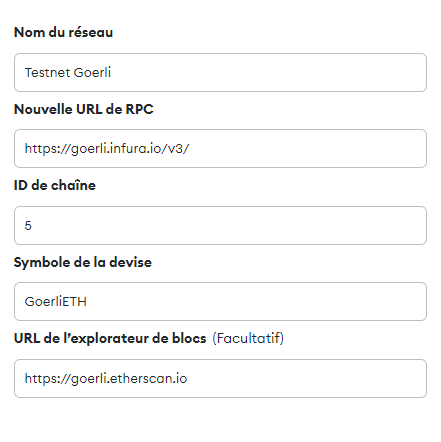 Nom du réseau
Testnet Goerli
Nouvelle URL de RPC
https://goerli.infura.io/v3/
ID de chaîne
5
Symbole de la devise
GoerliETH
URL de l’explorateur de blocs (Facultatif)
https://goerli.etherscan.io